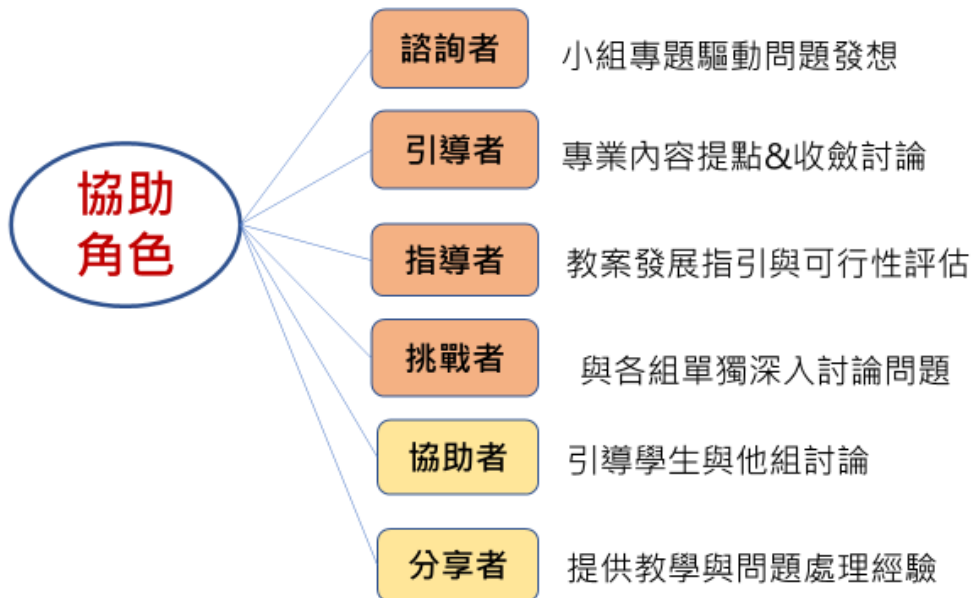 協助
角色
諮詢者 小組專題驅動問題發想
引導者 專業內容提點&收斂討論
指導者 教案發展指引與可行性評估
挑戰者 與各組單獨深入討論問題
協助者 引導學生與他組討論
分享者 提供教學與問題處理經驗